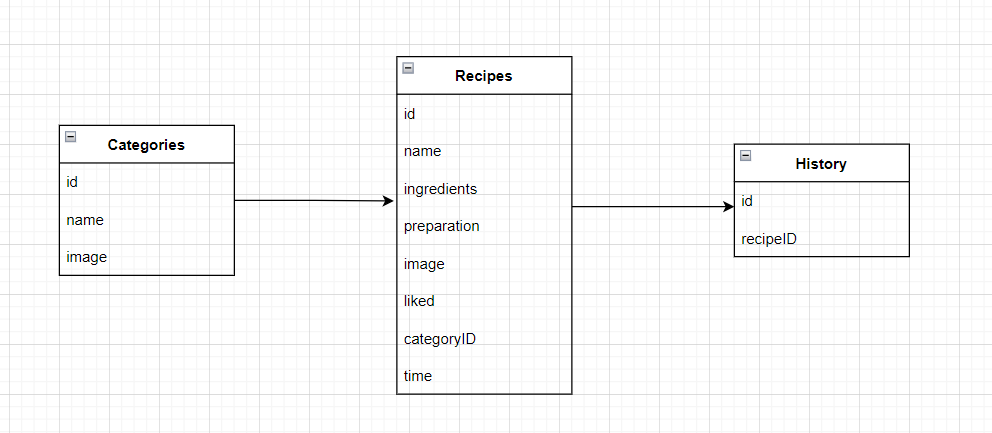 Categories
id
name
image
Recipes
id
name
ingredients
preparation
image
liked
categoryID
time
History
id
recipeID